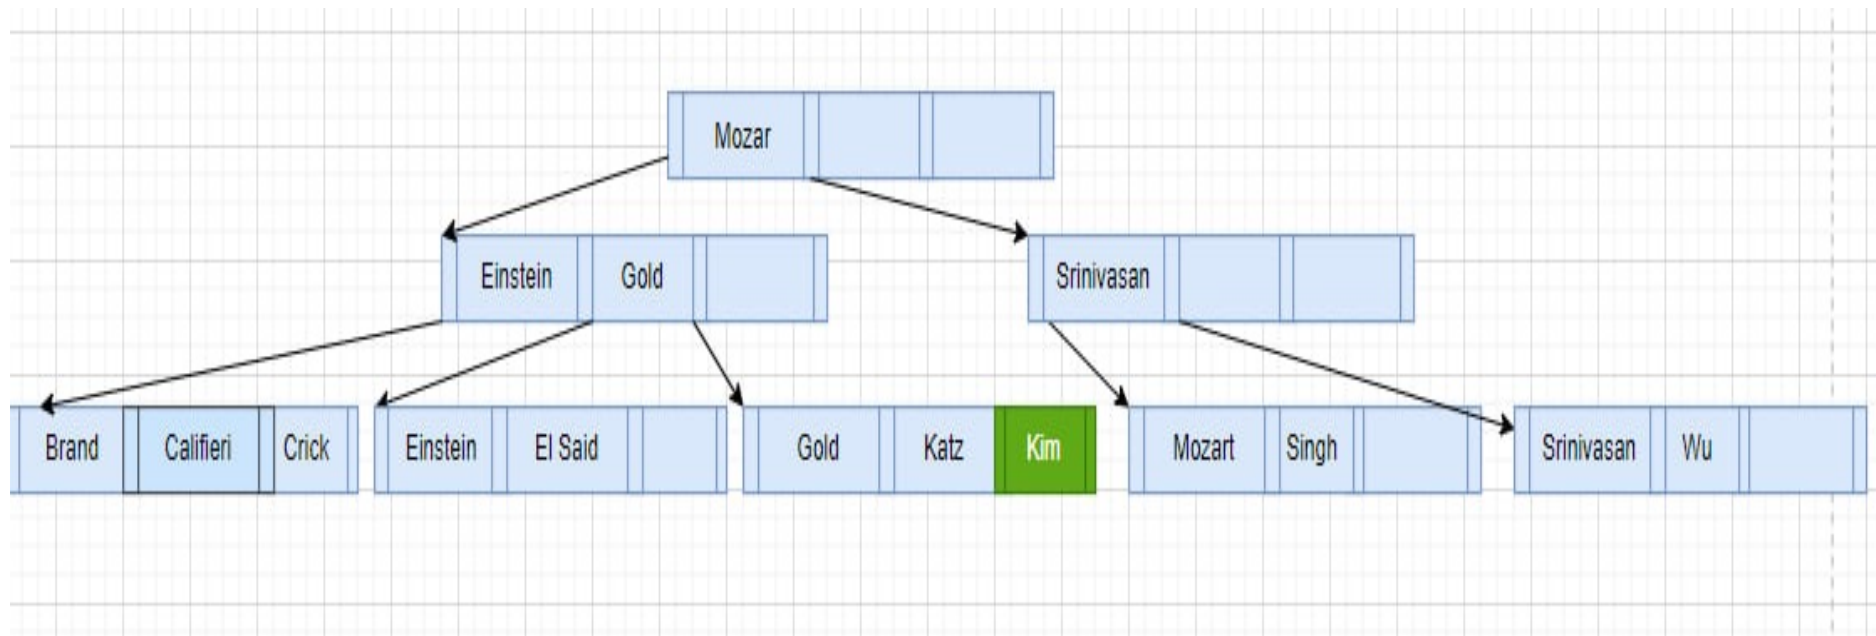 Mozar
Einstein Gold
Srinivasan
Brand Califieri Crick
Einstein El Said
Gold Katz Kim
Mozart Singh
Srinivasan Wu